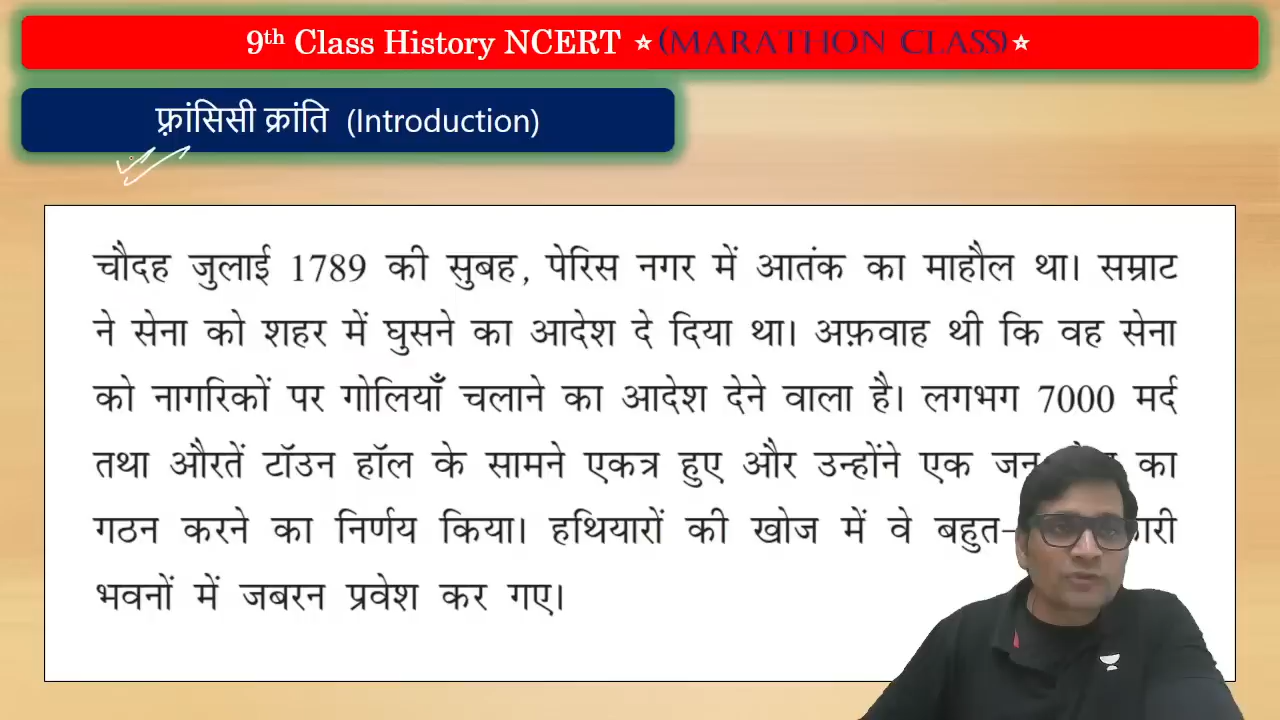 9th Class History NCERT ☆(MARATHON CLASS)☆
फ़्रांसिसी क्रांति (Introduction)
चौदह जुलाई 1789 की सुबह, पेरिस नगर में आतंक का माहौल था। सम्राट
ने सेना को शहर में घुसने का आदेश दे दिया था। अफ़वाह थी कि वह सेना
को नागरिकों पर गोलियाँ चलाने का आदेश देने वाला है। लगभग 7000 मर्द
तथा औरतें टॉउन हॉल के सामने एकत्र हुए और उन्होंने एक जन- का
गठन करने का निर्णय किया। हथियारों की खोज में वे बहुत-
भवनों में जबरन प्रवेश कर गए।